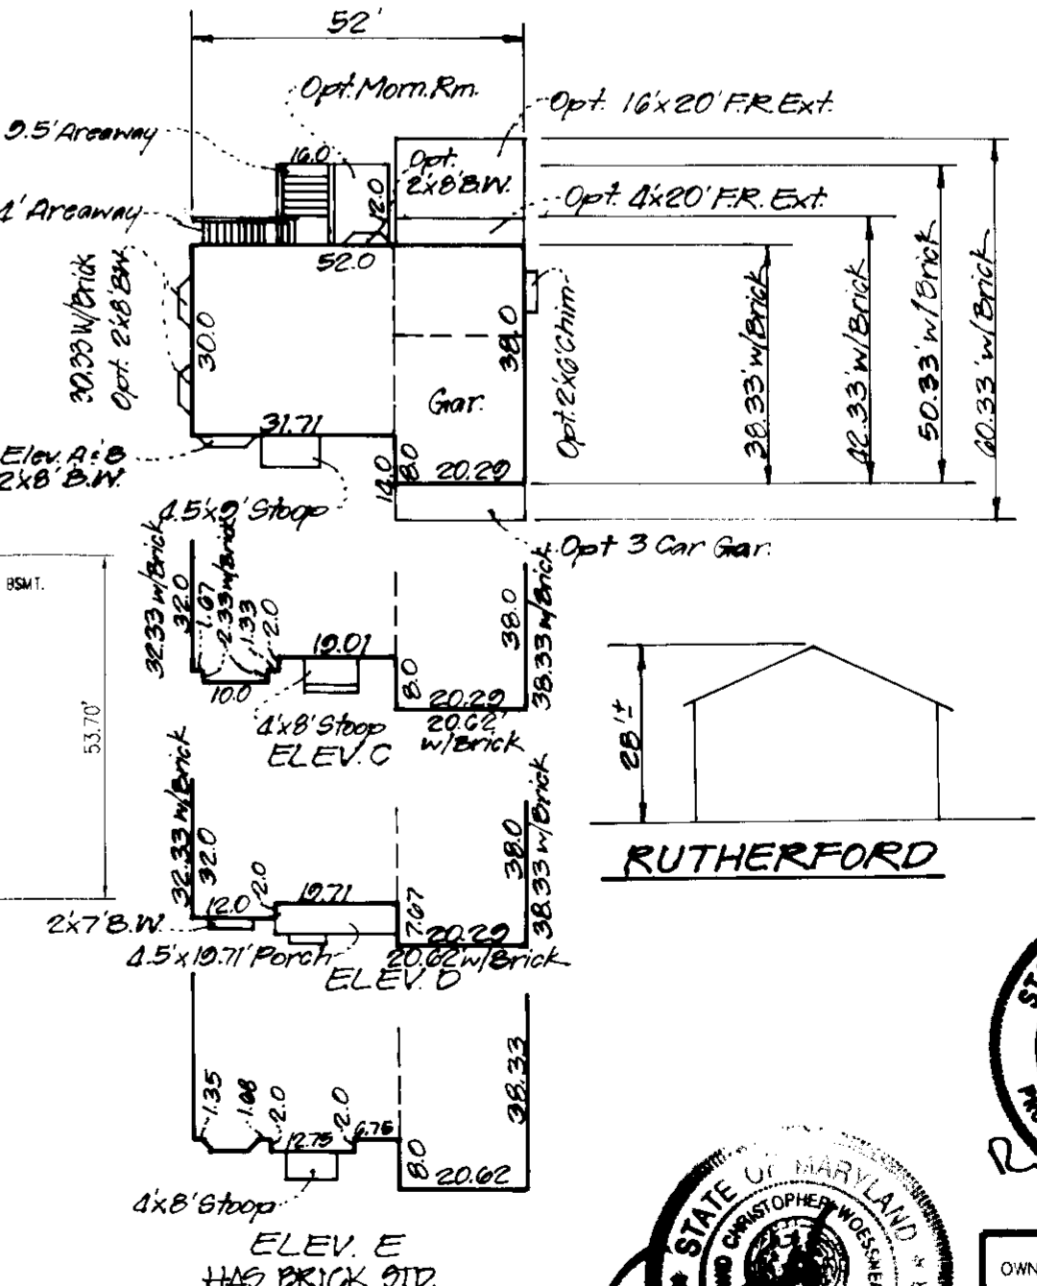 52'
Opt. Morn. Rm.
Opt. 16'x20' F.R. Ext.
9.5' Areaway
16.0
Opt.
2'x8' B.W.
12.0
4' Areaway
Opt. 4'x20' F.R. Ext.
52.0
30.33 W/Brick
Opt. 2'x8' B.W.
30.0
38.0
Opt. 2'x6' Chim.
38.33' w/Brick
42.33' w/Brick
50.33' w/Brick
60.33' w/Brick
Gar.
31.71
Elev. A & B
2'x8' B.W.
14.0
8.0
20.29
4.5'x9' Stoop
Opt 3 Car Gar.
BSMT.
53.70'
32.33 w/Brick
32.0
1.67
2.33 w/Brick
1.33
2.0
10.0
19.01
8.0
38.0
38.33 w/Brick
20.29
20.62'
w/Brick
4'x8' Stoop
ELEV. C
28'±
RUTHERFORD
32.33 w/Brick
32.0
2.0
12.0
19.71
7.67
38.0
38.33 w/Brick
2'x7' B.W.
20.29
20.62 w/Brick
4.5'x19.71' Porch
ELEV. D
1.35
1.68
2.0
12.75
2.0
6.75
8.0
38.33
20.62
4'x8' Stoop
ELEV. E
HAS BRICK STD.
STATE OF MARYLAND
CHRISTOPHER WOESSNE
OWN